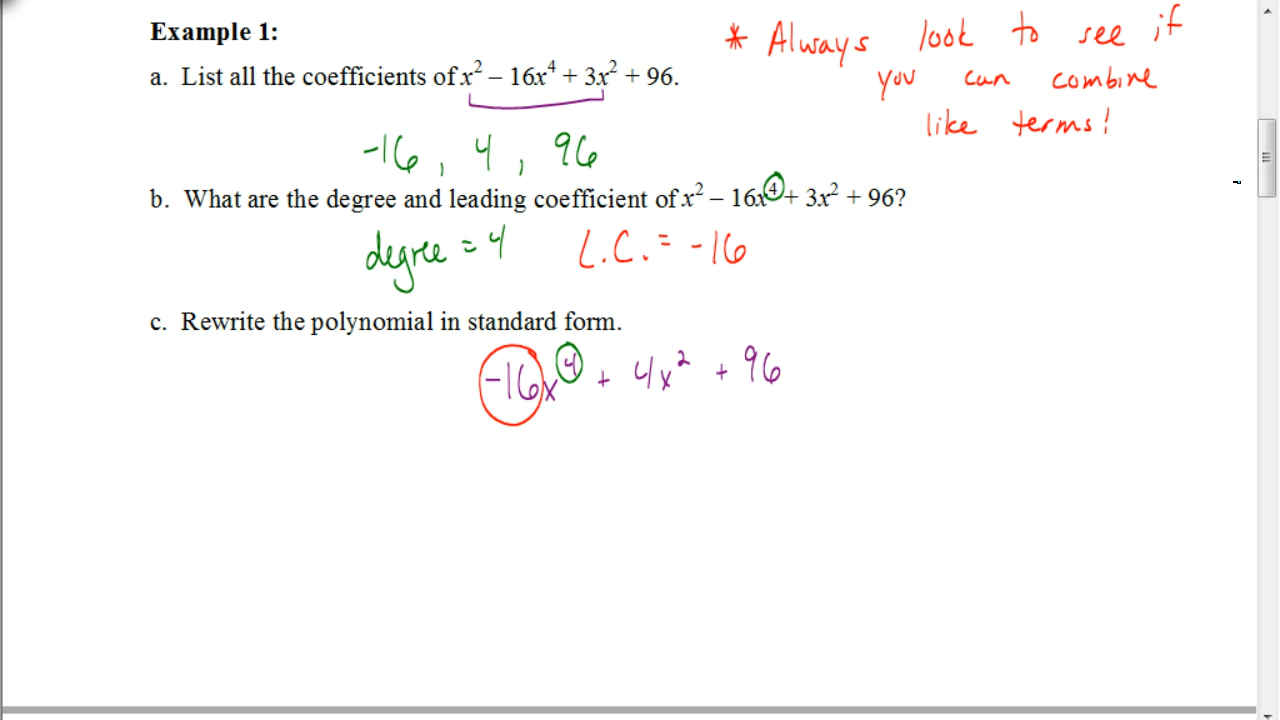 Example 1:
* Always look to see if
you can combine
like terms!
a. List all the coefficients of x² – 16x⁴ + 3x² + 96.
-16, 4, 96
b. What are the degree and leading coefficient of x² – 16x⁴ + 3x² + 96?
degree = 4 L.C. = -16
c. Rewrite the polynomial in standard form.
-16x⁴ + 4x² + 96